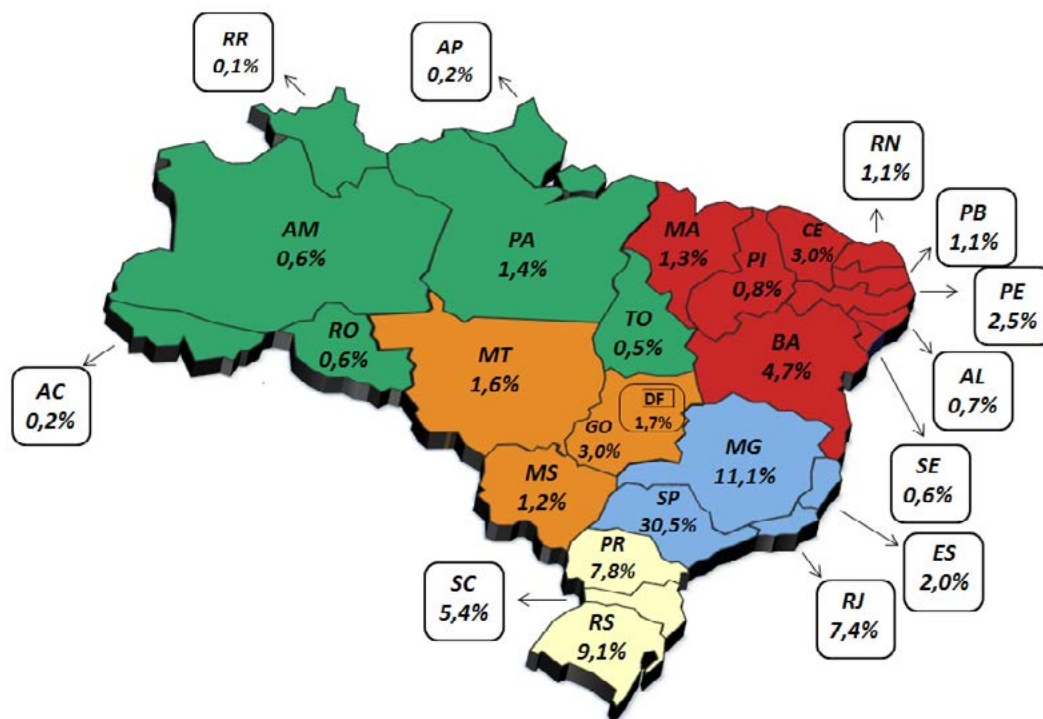 RR
0,1%
AP
0,2%
RN
1,1%
PB
1,1%
PE
2,5%
AL
0,7%
SE
0,6%
ES
2,0%
RJ
7,4%
SC
5,4%
AC
0,2%
AM
0,6%
PA
1,4%
MA
1,3%
PI
0,8%
CE
3,0%
RO
0,6%
TO
0,5%
MT
1,6%
BA
4,7%
DF
1,7%
GO
3,0%
MG
11,1%
MS
1,2%
SP
30,5%
PR
7,8%
RS
9,1%